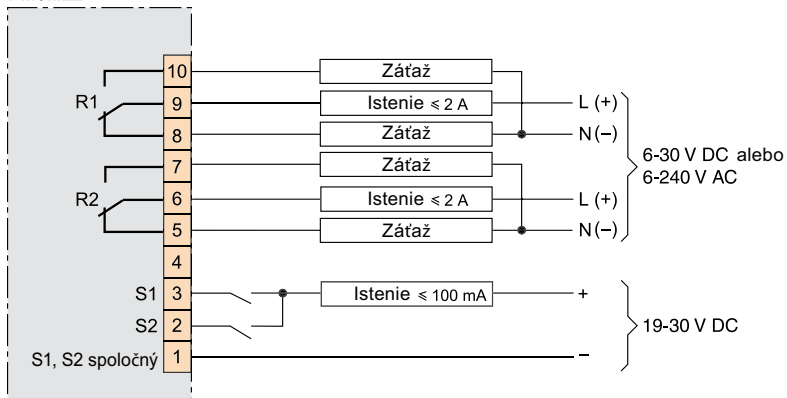 10 Záťaž
R1 9 Istenie ≤ 2 A L (+)
8 Záťaž N (−)
7 Záťaž
6-30 V DC alebo
6-240 V AC
R2 6 Istenie ≤ 2 A L (+)
5 Záťaž N (−)
4
S1 3 Istenie ≤ 100 mA +
S2 2 19-30 V DC
S1, S2 spoločný 1 −